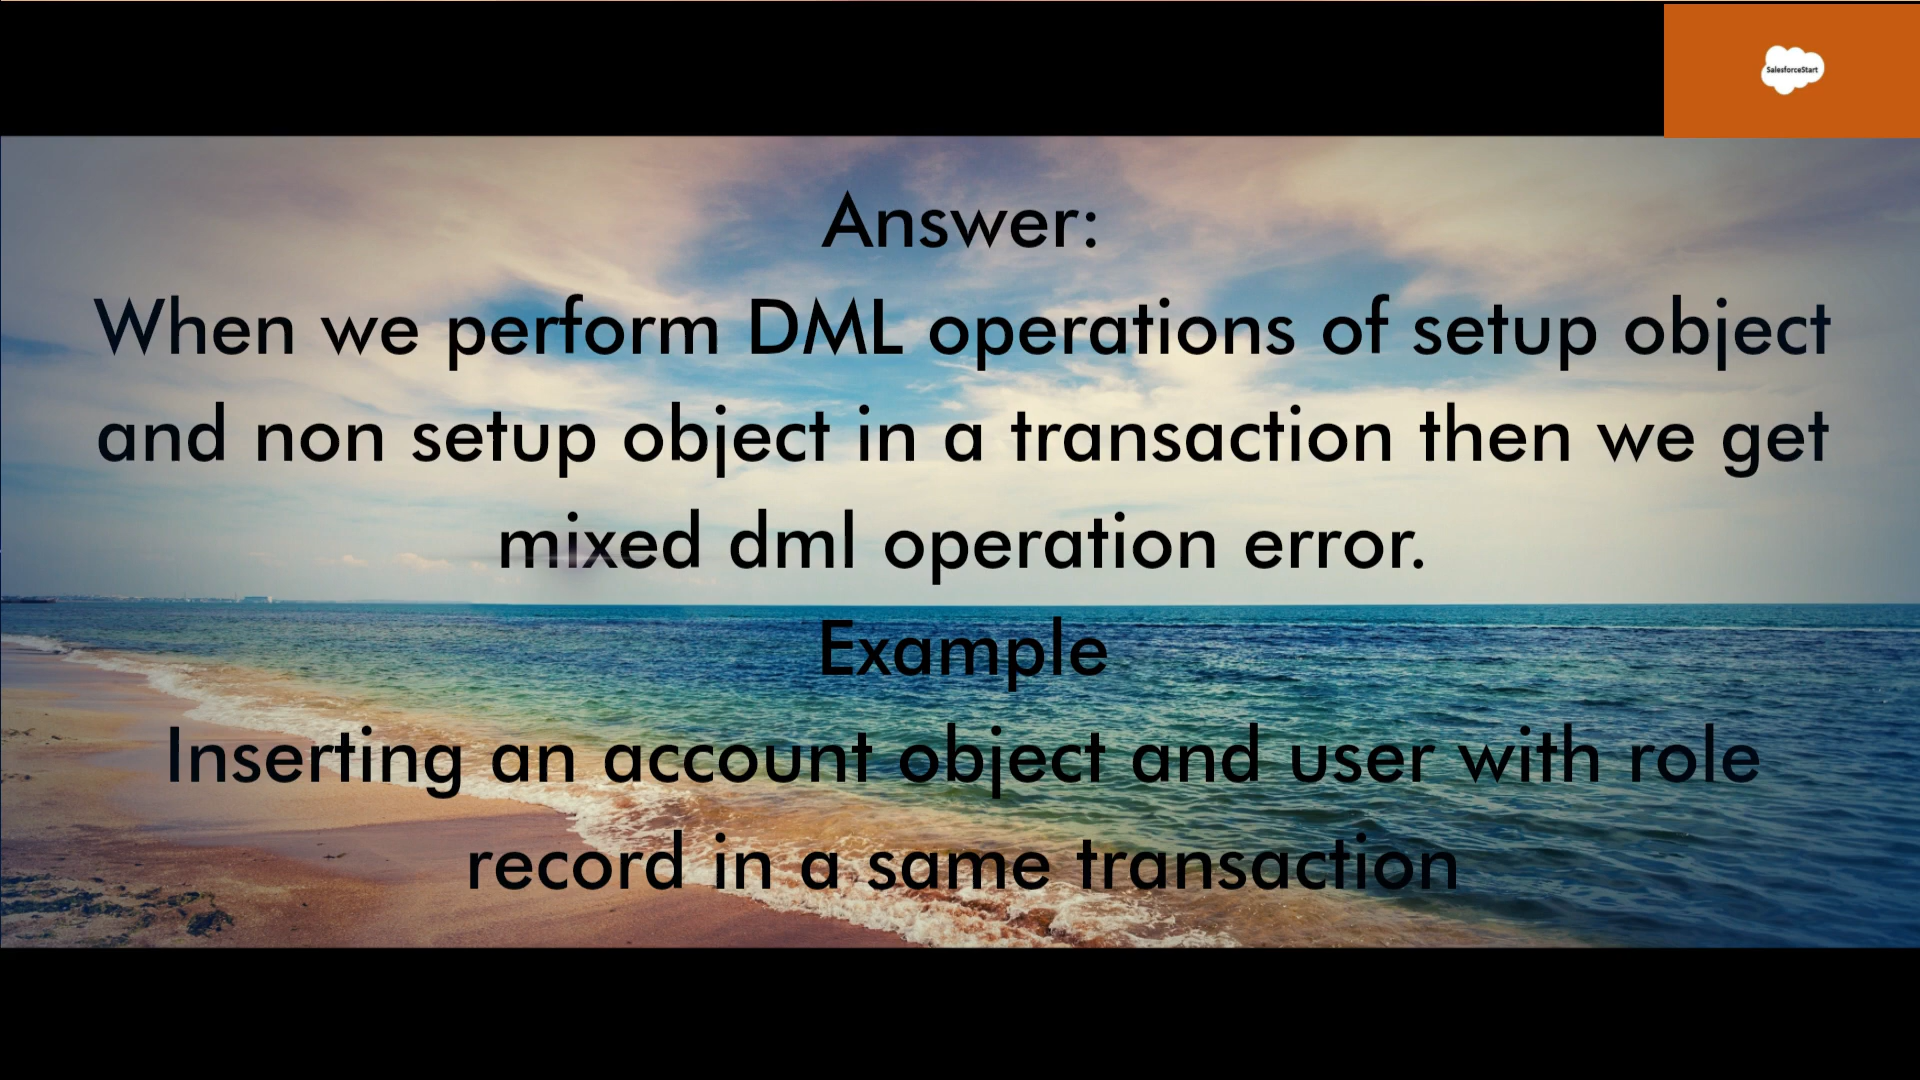 SalesforceStart
Answer:
When we perform DML operations of setup object
and non setup object in a transaction then we get
mixed dml operation error.
Example
Inserting an account object and user with role
record in a same transaction